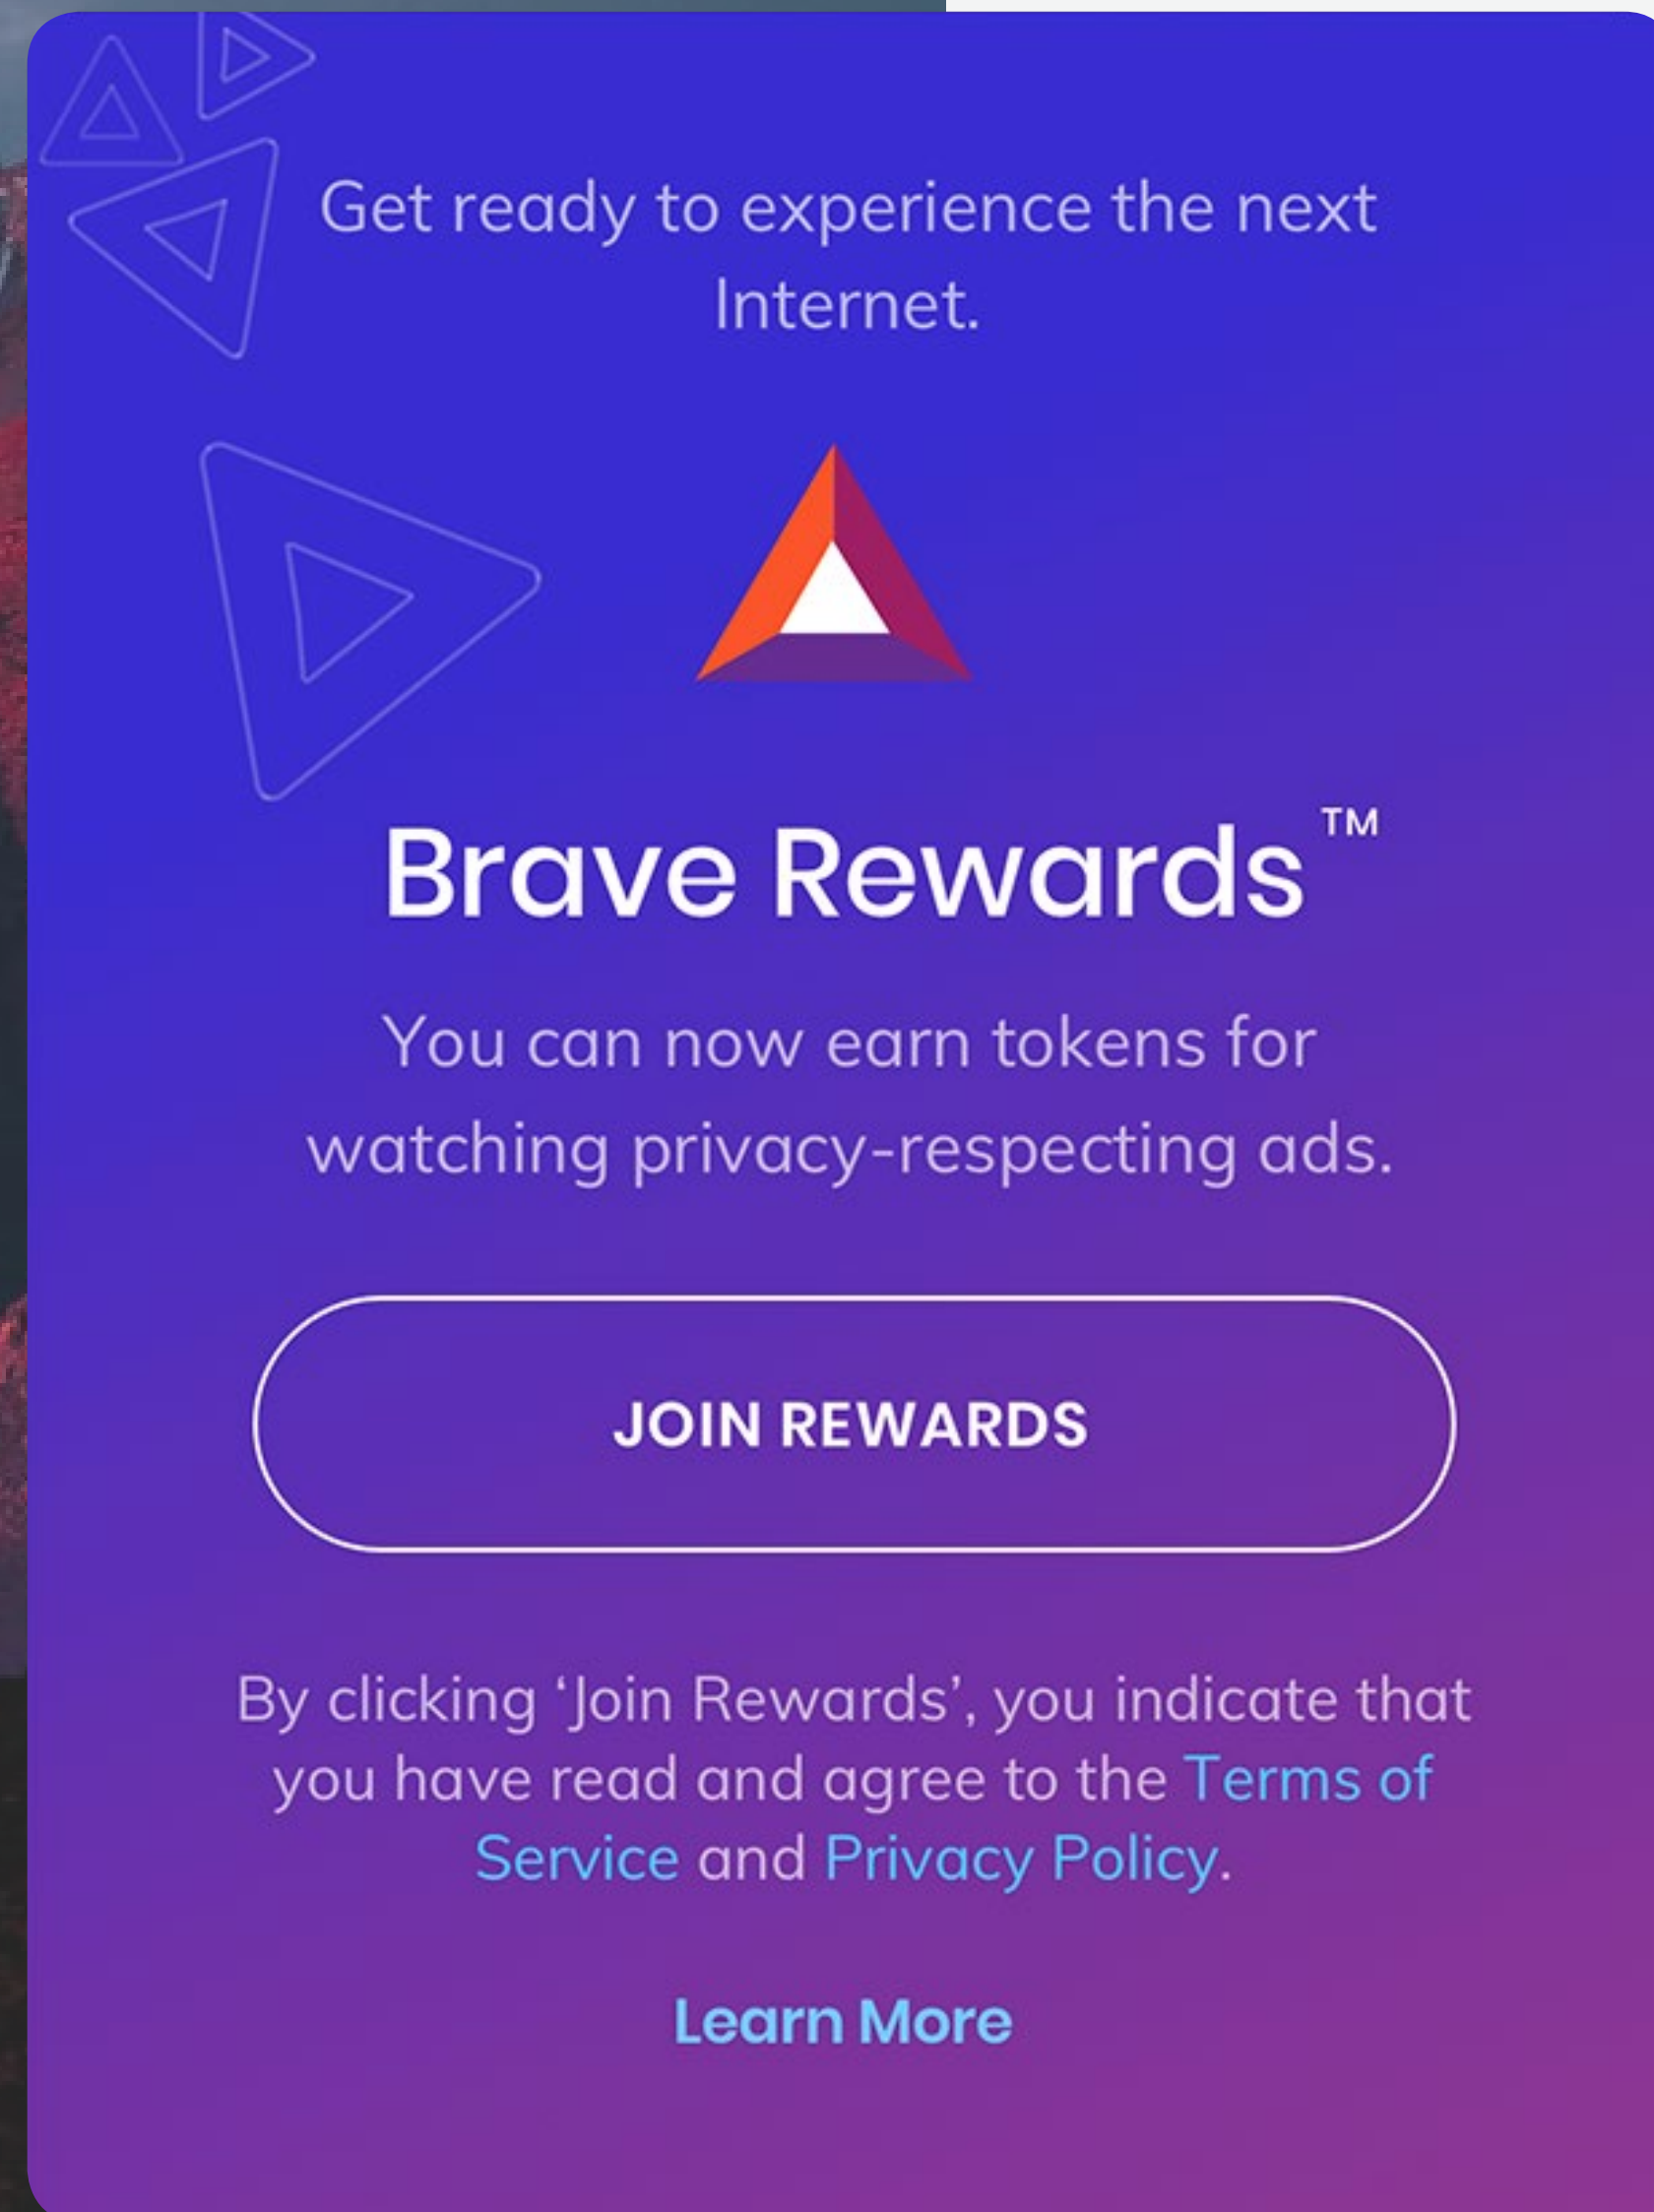 Get ready to experience the next
Internet.
Brave Rewards™
You can now earn tokens for
watching privacy-respecting ads.
JOIN REWARDS
By clicking ‘Join Rewards’, you indicate that
you have read and agree to the Terms of
Service and Privacy Policy.
Learn More